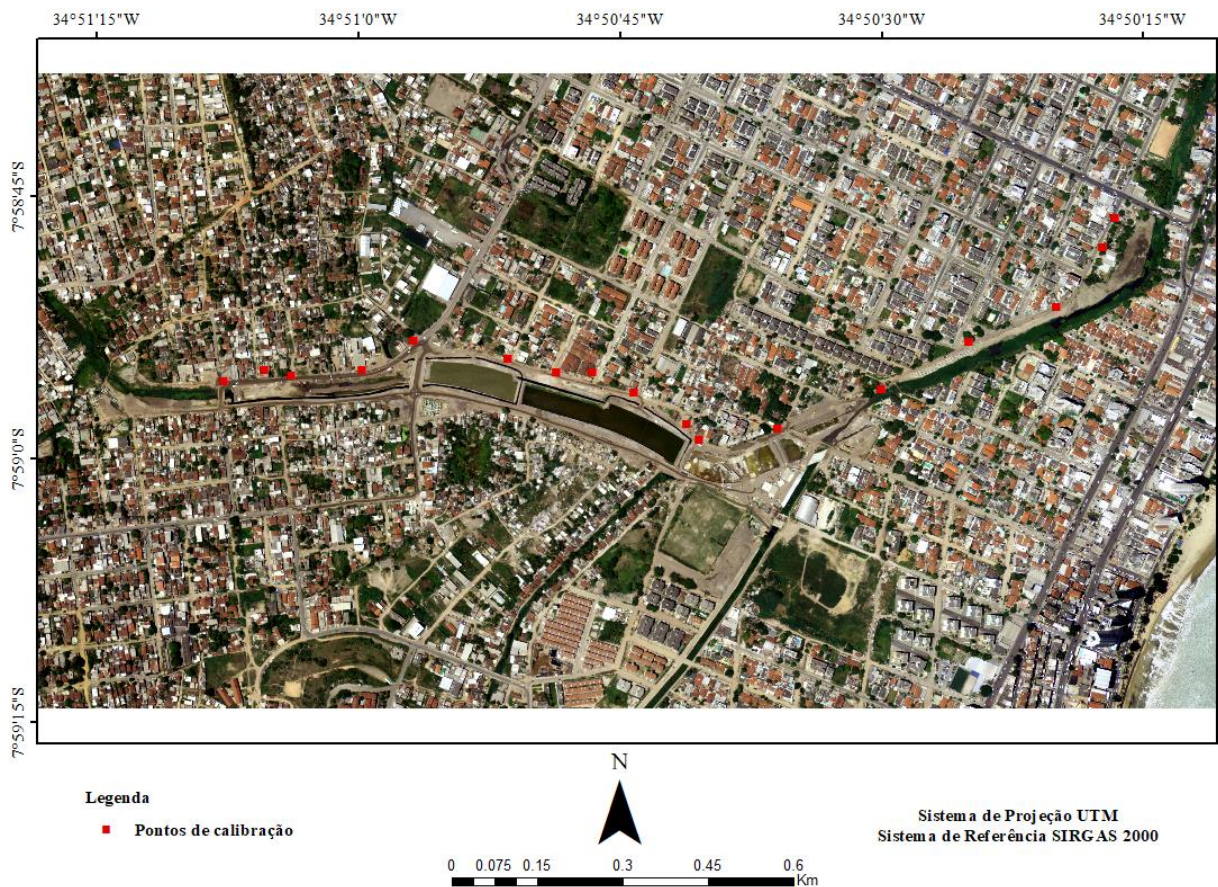 34°51'15"W 34°51'0"W 34°50'45"W 34°50'30"W 34°50'15"W
7°58'45"S
7°59'0"S
7°59'15"S
N
Legenda
Pontos de calibração
Sistema de Projeção UTM
Sistema de Referência SIRGAS 2000
0 0.075 0.15 0.3 0.45 0.6
Km